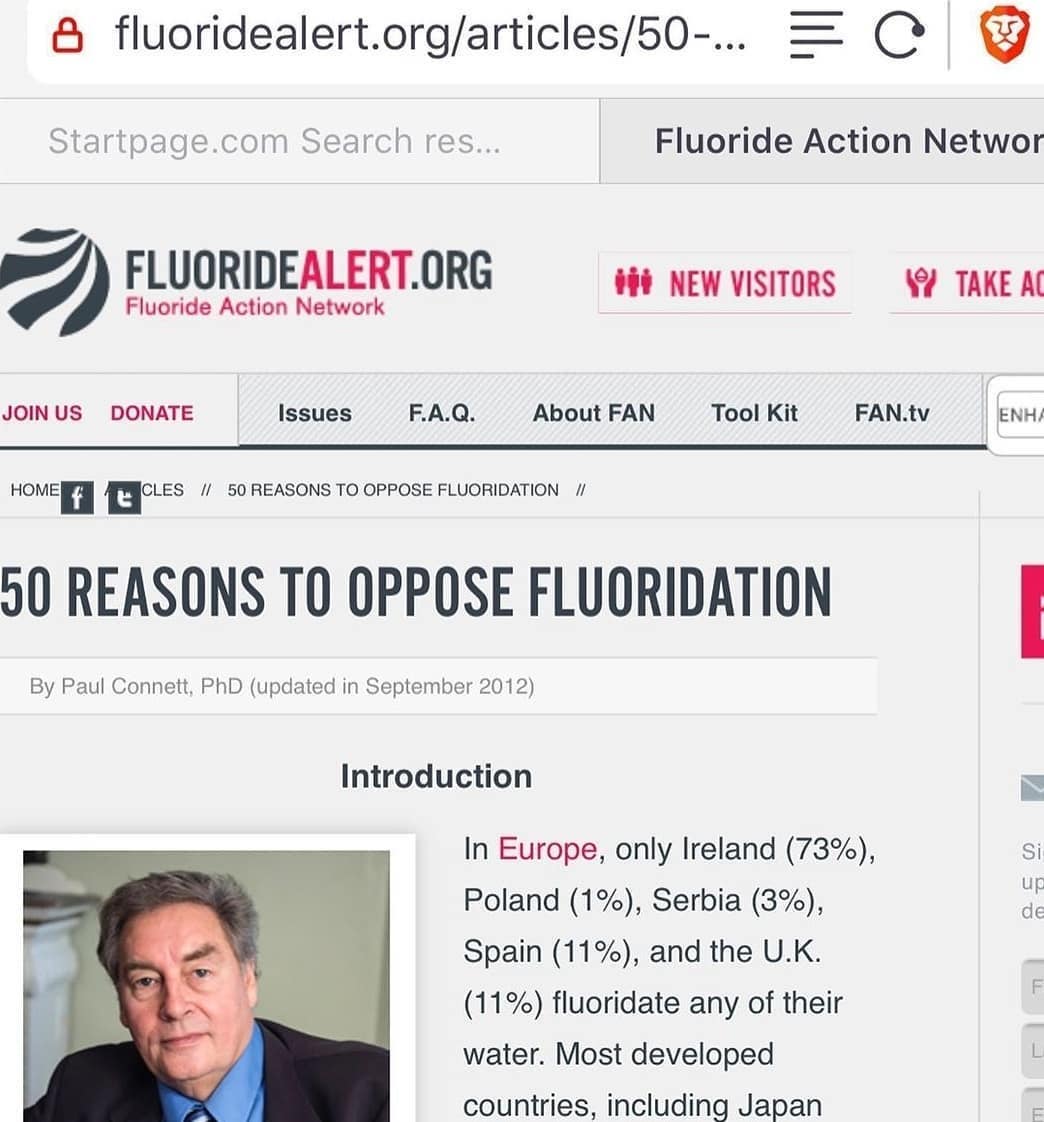 fluoridealert.org/articles/50-...
Startpage.com Search res...
Fluoride Action Networ
FLUORIDEALERT.ORG
Fluoride Action Network
NEW VISITORS
TAKE AC
JOIN US DONATE
Issues F.A.Q. About FAN Tool Kit FAN.tv
ENHA
HOME // CLES // 50 REASONS TO OPPOSE FLUORIDATION //
50 REASONS TO OPPOSE FLUORIDATION
By Paul Connett, PhD (updated in September 2012)
Introduction
In Europe, only Ireland (73%),
Poland (1%), Serbia (3%),
Spain (11%), and the U.K.
(11%) fluoridate any of their
water. Most developed
countries, including Japan
Si
up
de
F
L
E